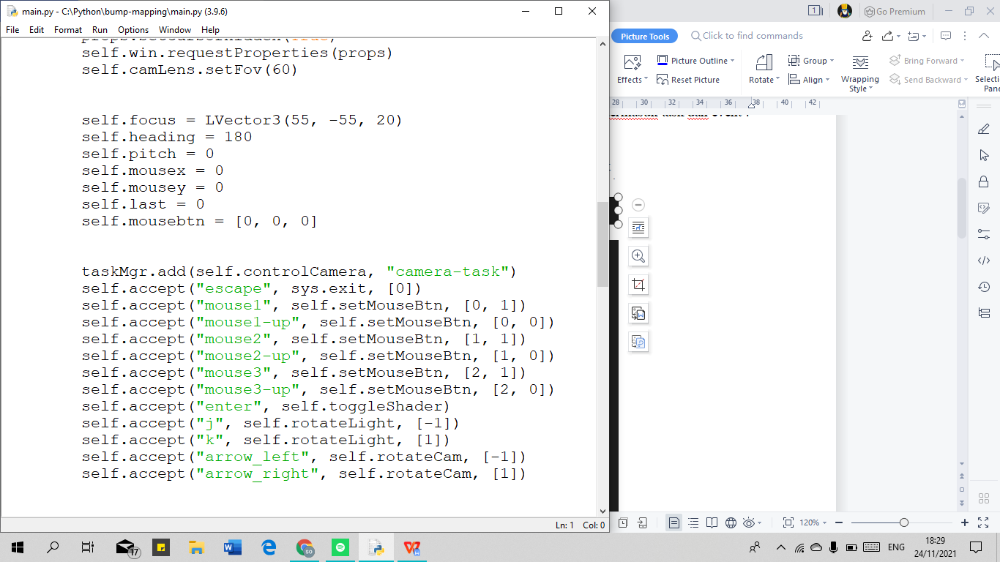 main.py - C:\Python\bump-mapping\main.py (3.9.6)
File Edit Format Run Options Window Help
self.win.requestProperties(props)
self.camLens.setFov(60)
self.focus = LVector3(55, -55, 20)
self.heading = 180
self.pitch = 0
self.mousex = 0
self.mousey = 0
self.last = 0
self.mousebtn = [0, 0, 0]
taskMgr.add(self.controlCamera, "camera-task")
self.accept("escape", sys.exit, [0])
self.accept("mouse1", self.setMouseBtn, [0, 1])
self.accept("mouse1-up", self.setMouseBtn, [0, 0])
self.accept("mouse2", self.setMouseBtn, [1, 1])
self.accept("mouse2-up", self.setMouseBtn, [1, 0])
self.accept("mouse3", self.setMouseBtn, [2, 1])
self.accept("mouse3-up", self.setMouseBtn, [2, 0])
self.accept("enter", self.toggleShader)
self.accept("j", self.rotateLight, [-1])
self.accept("k", self.rotateLight, [1])
self.accept("arrow_left", self.rotateCam, [-1])
self.accept("arrow_right", self.rotateCam, [1])
Ln: 1 Col: 0
1 Go Premium
Picture Tools Click to find commands
Effects Picture Outline Reset Picture Rotate Group Align Wrapping Style Bring Forward Send Backward Selecti Pane
28 30 32 34 36 38 40 42
120%
17
ENG
18:29
24/11/2021